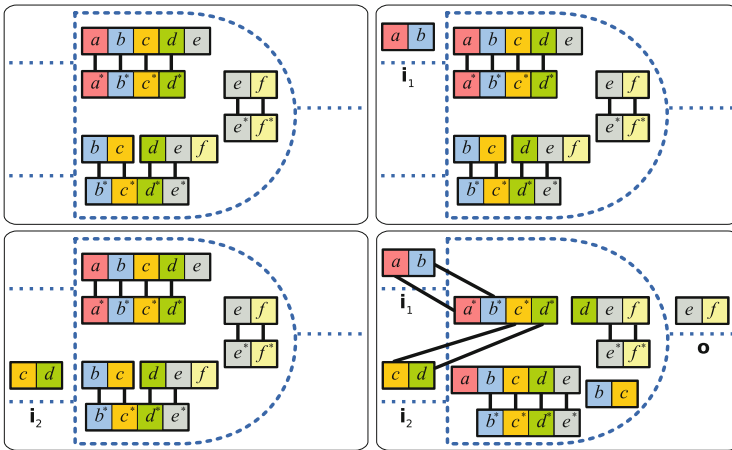 a b c d e
a* b* c* d*
e f
e* f*
b c d e f
b* c* d* e*
a b
i1
a b c d e
a* b* c* d*
e f
e* f*
b c d e f
b* c* d* e*
a b c d e
a* b* c* d*
e f
e* f*
c d
i2
b c d e f
b* c* d* e*
a b
i1
a* b* c* d*
d e f
e* f*
e f
o
c d
i2
a b c d e
b* c* d* e*
b c